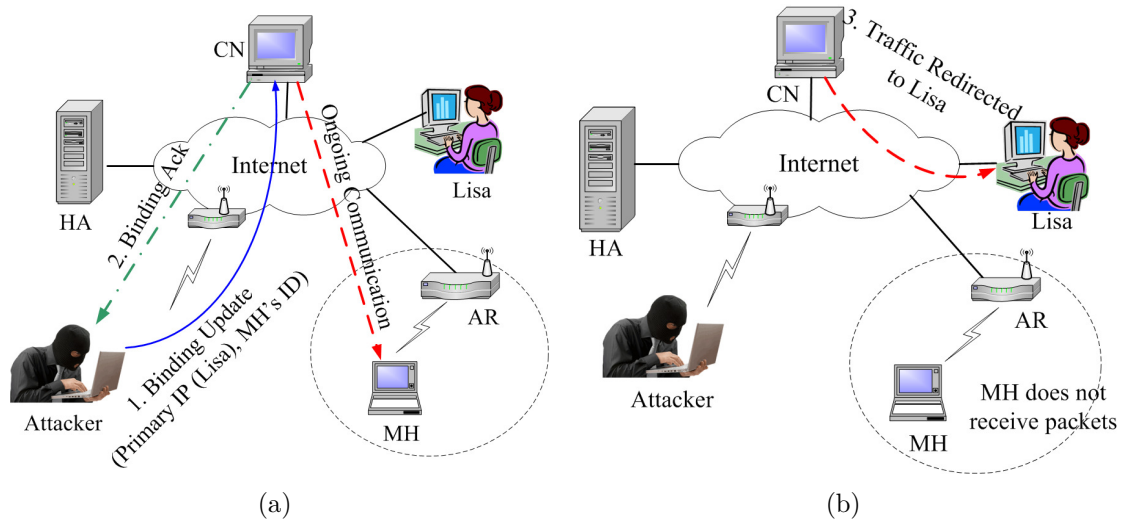 CN
Internet
HA
Lisa
2. Binding Ack
Ongoing Communication
1. Binding Update
(Primary IP (Lisa), MH's ID)
AR
MH
Attacker
(a)
CN
3. Traffic Redirected
to Lisa
Internet
HA
Lisa
AR
Attacker
MH
MH does not
receive packets
(b)